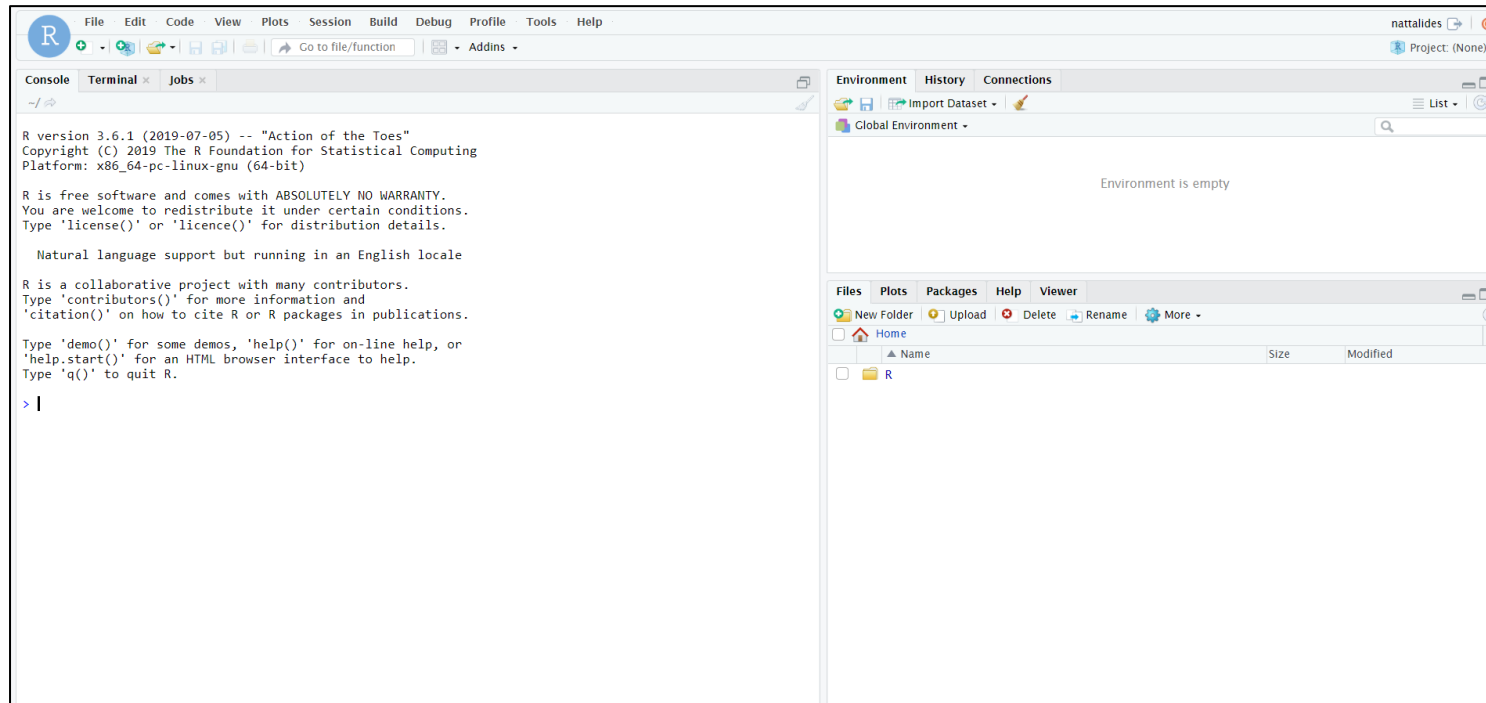 R File Edit Code View Plots Session Build Debug Profile Tools Help nattalides
Go to file/function Addins Project: (None)
Console Terminal Jobs
~/
R version 3.6.1 (2019-07-05) -- "Action of the Toes"
Copyright (C) 2019 The R Foundation for Statistical Computing
Platform: x86_64-pc-linux-gnu (64-bit)
R is free software and comes with ABSOLUTELY NO WARRANTY.
You are welcome to redistribute it under certain conditions.
Type 'license()' or 'licence()' for distribution details.
Natural language support but running in an English locale
R is a collaborative project with many contributors.
Type 'contributors()' for more information and
'citation()' on how to cite R or R packages in publications.
Type 'demo()' for some demos, 'help()' for on-line help, or
'help.start()' for an HTML browser interface to help.
Type 'q()' to quit R.
>
Environment History Connections
Import Dataset List
Global Environment
Environment is empty
Files Plots Packages Help Viewer
New Folder Upload Delete Rename More
Home
Name Size Modified
R